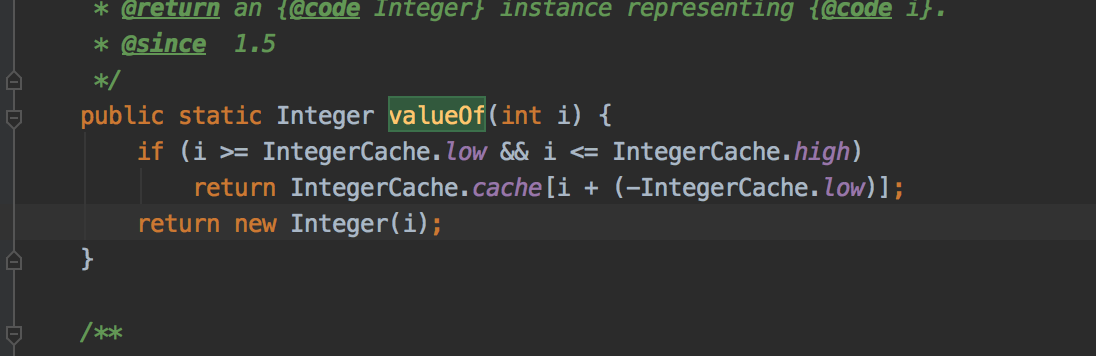 * @return an {@code Integer} instance representing {@code i}.
* @since  1.5
*/
public static Integer valueOf(int i) {
if (i >= IntegerCache.low && i <= IntegerCache.high)
return IntegerCache.cache[i + (-IntegerCache.low)];
return new Integer(i);
}
/**